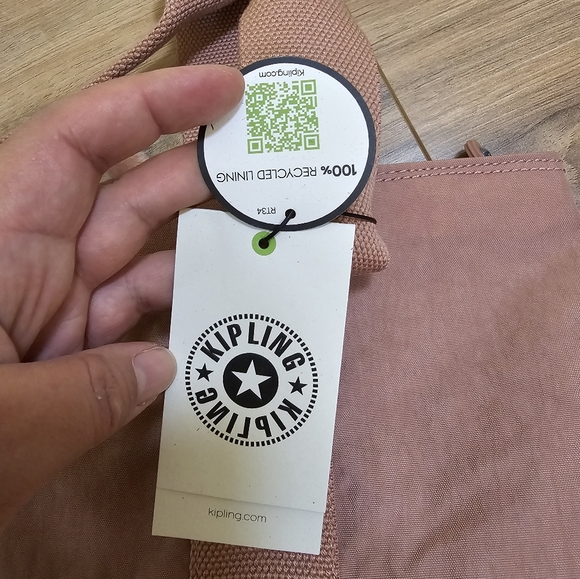 Kipling.com
100% RECYCLED LINING
RT34
KIPLING
KIPLING
kipling.com